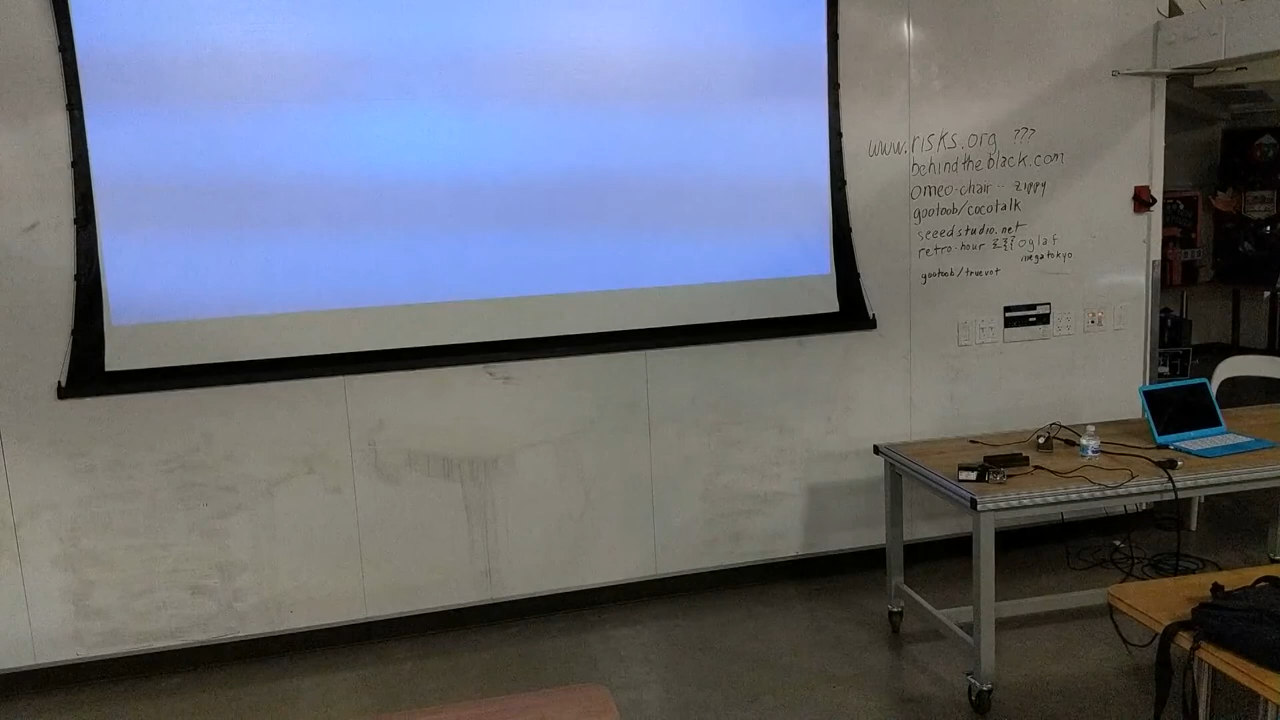 www.risks.org ???
behindtheblack.com
omeo-chair -- zippy
gootoob/cocotalk
seeedstudio.net
retro-hour oglaf
megatokyo
gootoob/truevot